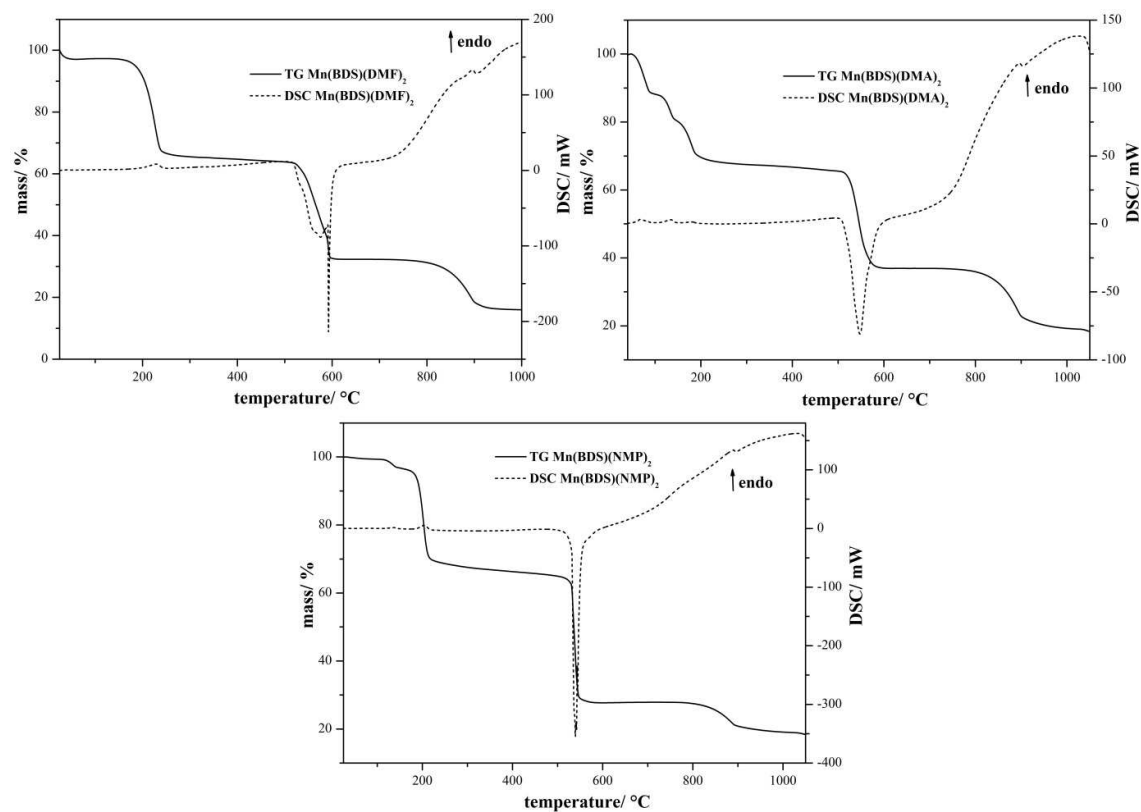 200
100
endo
150
TG Mn(BDS)(DMF)₂
DSC Mn(BDS)(DMF)₂
80
100
60
50
mass/ %
DSC/ mW
0
40
-50
-100
20
-150
-200
0
200
400
600
800
1000
temperature/ °C
150
100
TG Mn(BDS)(DMA)₂
DSC Mn(BDS)(DMA)₂
endo
100
80
50
mass/ %
DSC/ mW
60
0
40
-50
20
-100
200
400
600
800
1000
temperature/ °C
100
TG Mn(BDS)(NMP)₂
DSC Mn(BDS)(NMP)₂
endo
100
80
0
mass/ %
DSC/ mW
60
-100
-200
40
-300
20
-400
200
400
600
800
1000
temperature/ °C